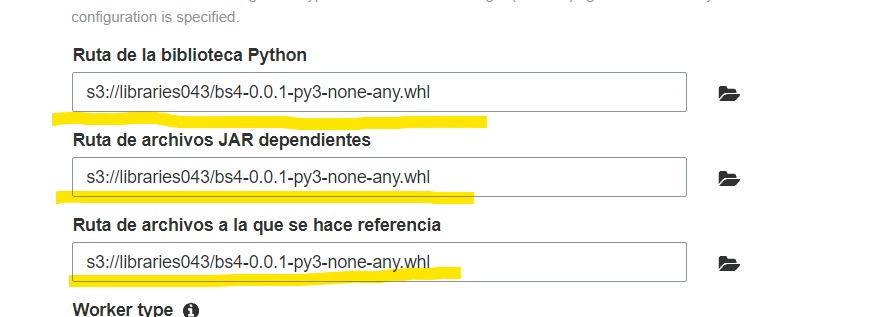 configuration is specified.
Ruta de la biblioteca Python
s3://libraries043/bs4-0.0.1-py3-none-any.whl
Ruta de archivos JAR dependientes
s3://libraries043/bs4-0.0.1-py3-none-any.whl
Ruta de archivos a la que se hace referencia
s3://libraries043/bs4-0.0.1-py3-none-any.whl
Worker type